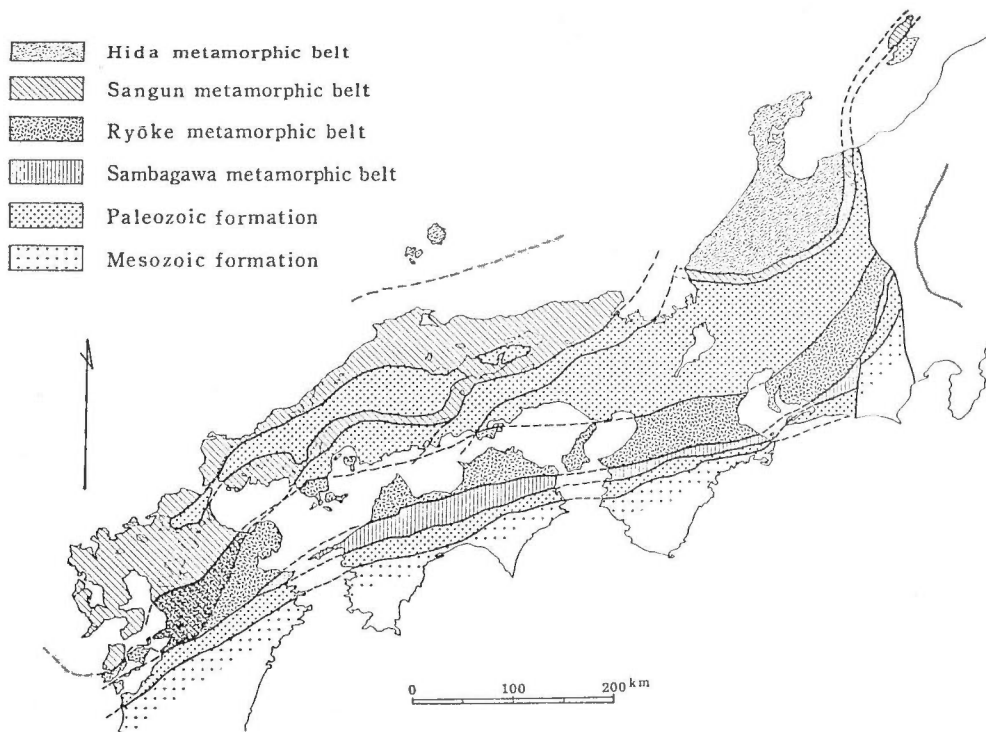 Hida metamorphic belt
Sangun metamorphic belt
Ryōke metamorphic belt
Sambagawa metamorphic belt
Paleozoic formation
Mesozoic formation
0 100 200 km